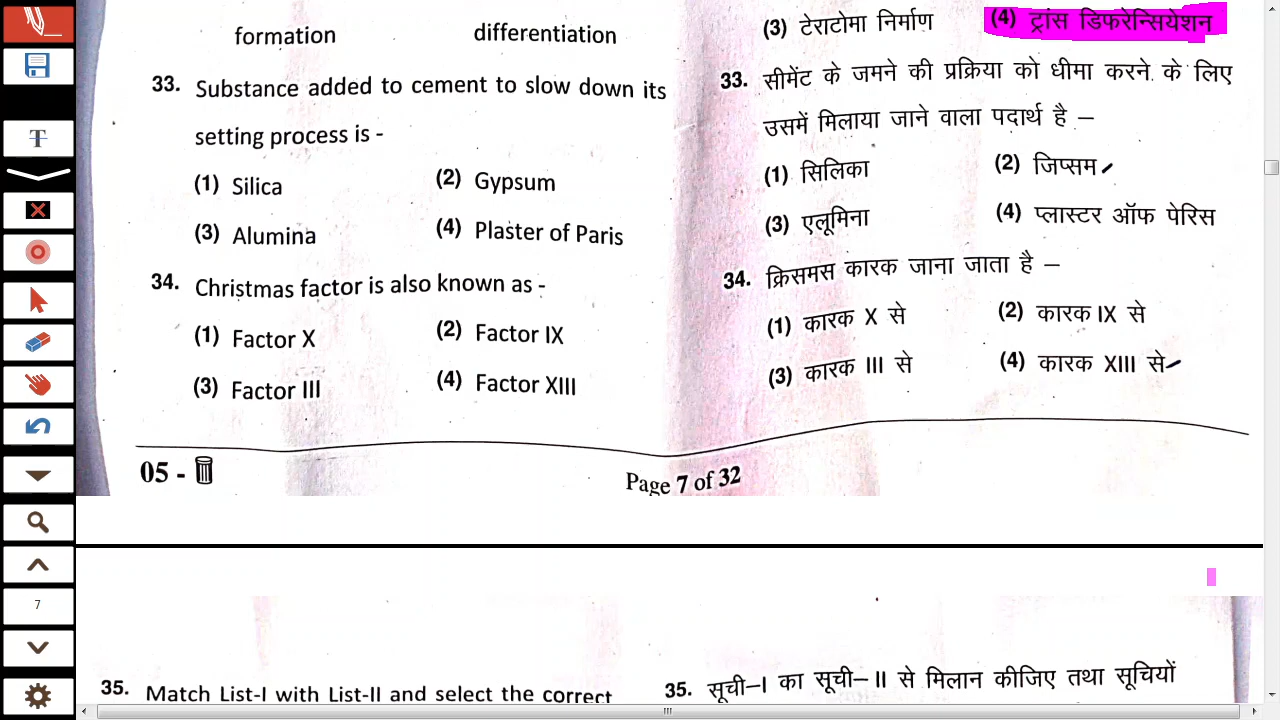 formation differentiation
33. Substance added to cement to slow down its
setting process is -
(1) Silica (2) Gypsum
(3) Alumina (4) Plaster of Paris
34. Christmas factor is also known as -
(1) Factor X (2) Factor IX
(3) Factor III (4) Factor XIII
(3) टेराटोमा निर्माण (4) ट्रांस डिफरेन्सियेशन
33. सीमेंट के जमने की प्रक्रिया को धीमा करने के लिए
उसमें मिलाया जाने वाला पदार्थ है –
(1) सिलिका (2) जिप्सम
(3) एलूमिना (4) प्लास्टर ऑफ पेरिस
34. क्रिसमस कारक जाना जाता है –
(1) कारक X से (2) कारक IX से
(3) कारक III से (4) कारक XIII से
05 -
Page 7 of 32
7
35. Match List-I with List-II and select the correct
35. सूची–I का सूची–II से मिलान कीजिए तथा सूचियों